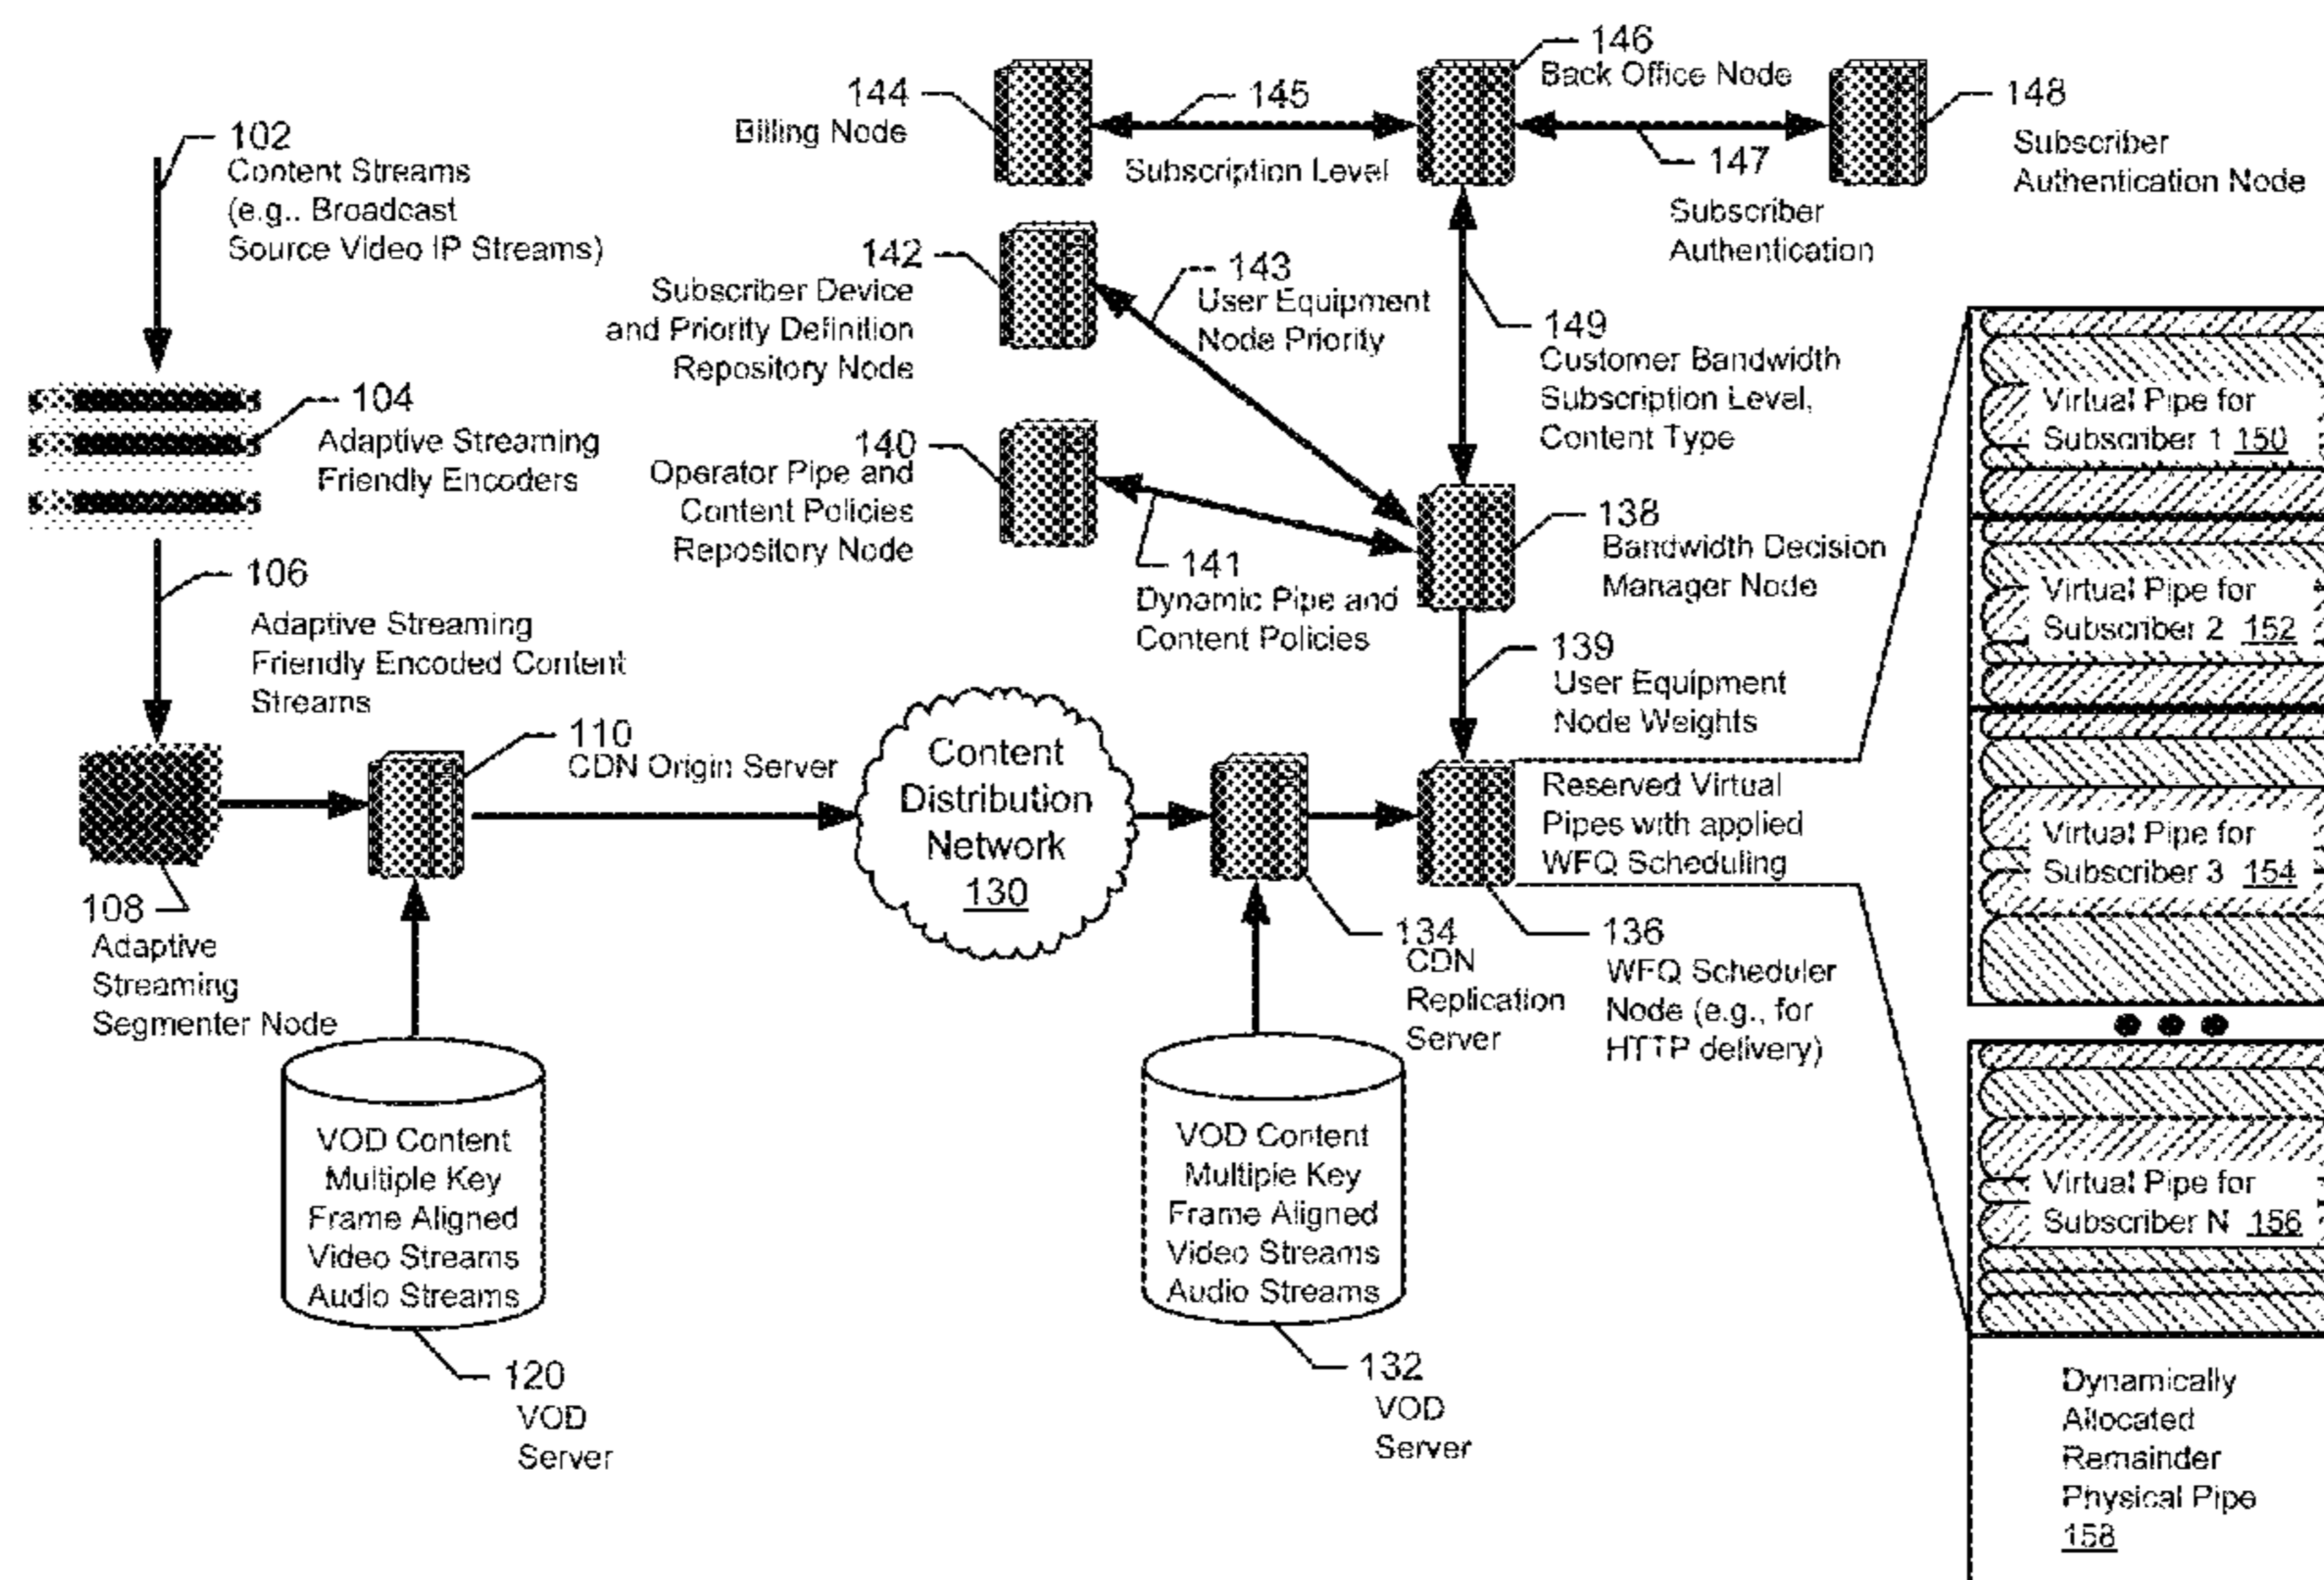 102
Content Streams
(e.g., Broadcast
Source Video IP Streams)
104
Adaptive Streaming
Friendly Encoders
106
Adaptive Streaming
Friendly Encoded Content
Streams
108
Adaptive
Streaming
Segmenter Node
110
CDN Origin Server
VOD Content
Multiple Key
Frame Aligned
Video Streams
Audio Streams
120
VOD
Server
Content
Distribution
Network
130
VOD Content
Multiple Key
Frame Aligned
Video Streams
Audio Streams
132
VOD
Server
134
CDN
Replication
Server
136
WFQ Scheduler
Node (e.g., for
HTTP delivery)
Reserved Virtual
Pipes with applied
WFQ Scheduling
139
User Equipment
Node Weights
138
Bandwidth Decision
Manager Node
140
Operator Pipe and
Content Policies
Repository Node
141
Dynamic Pipe and
Content Policies
142
Subscriber Device
and Priority Definition
Repository Node
143
User Equipment
Node Priority
144
Billing Node
145
Subscription Level
146
Back Office Node
147
Subscriber
Authentication
148
Subscriber
Authentication Node
149
Customer Bandwidth
Subscription Level,
Content Type
Virtual Pipe for
Subscriber 1 150
Virtual Pipe for
Subscriber 2 152
Virtual Pipe for
Subscriber 3 154
Virtual Pipe for
Subscriber N 156
Dynamically
Allocated
Remainder
Physical Pipe
158